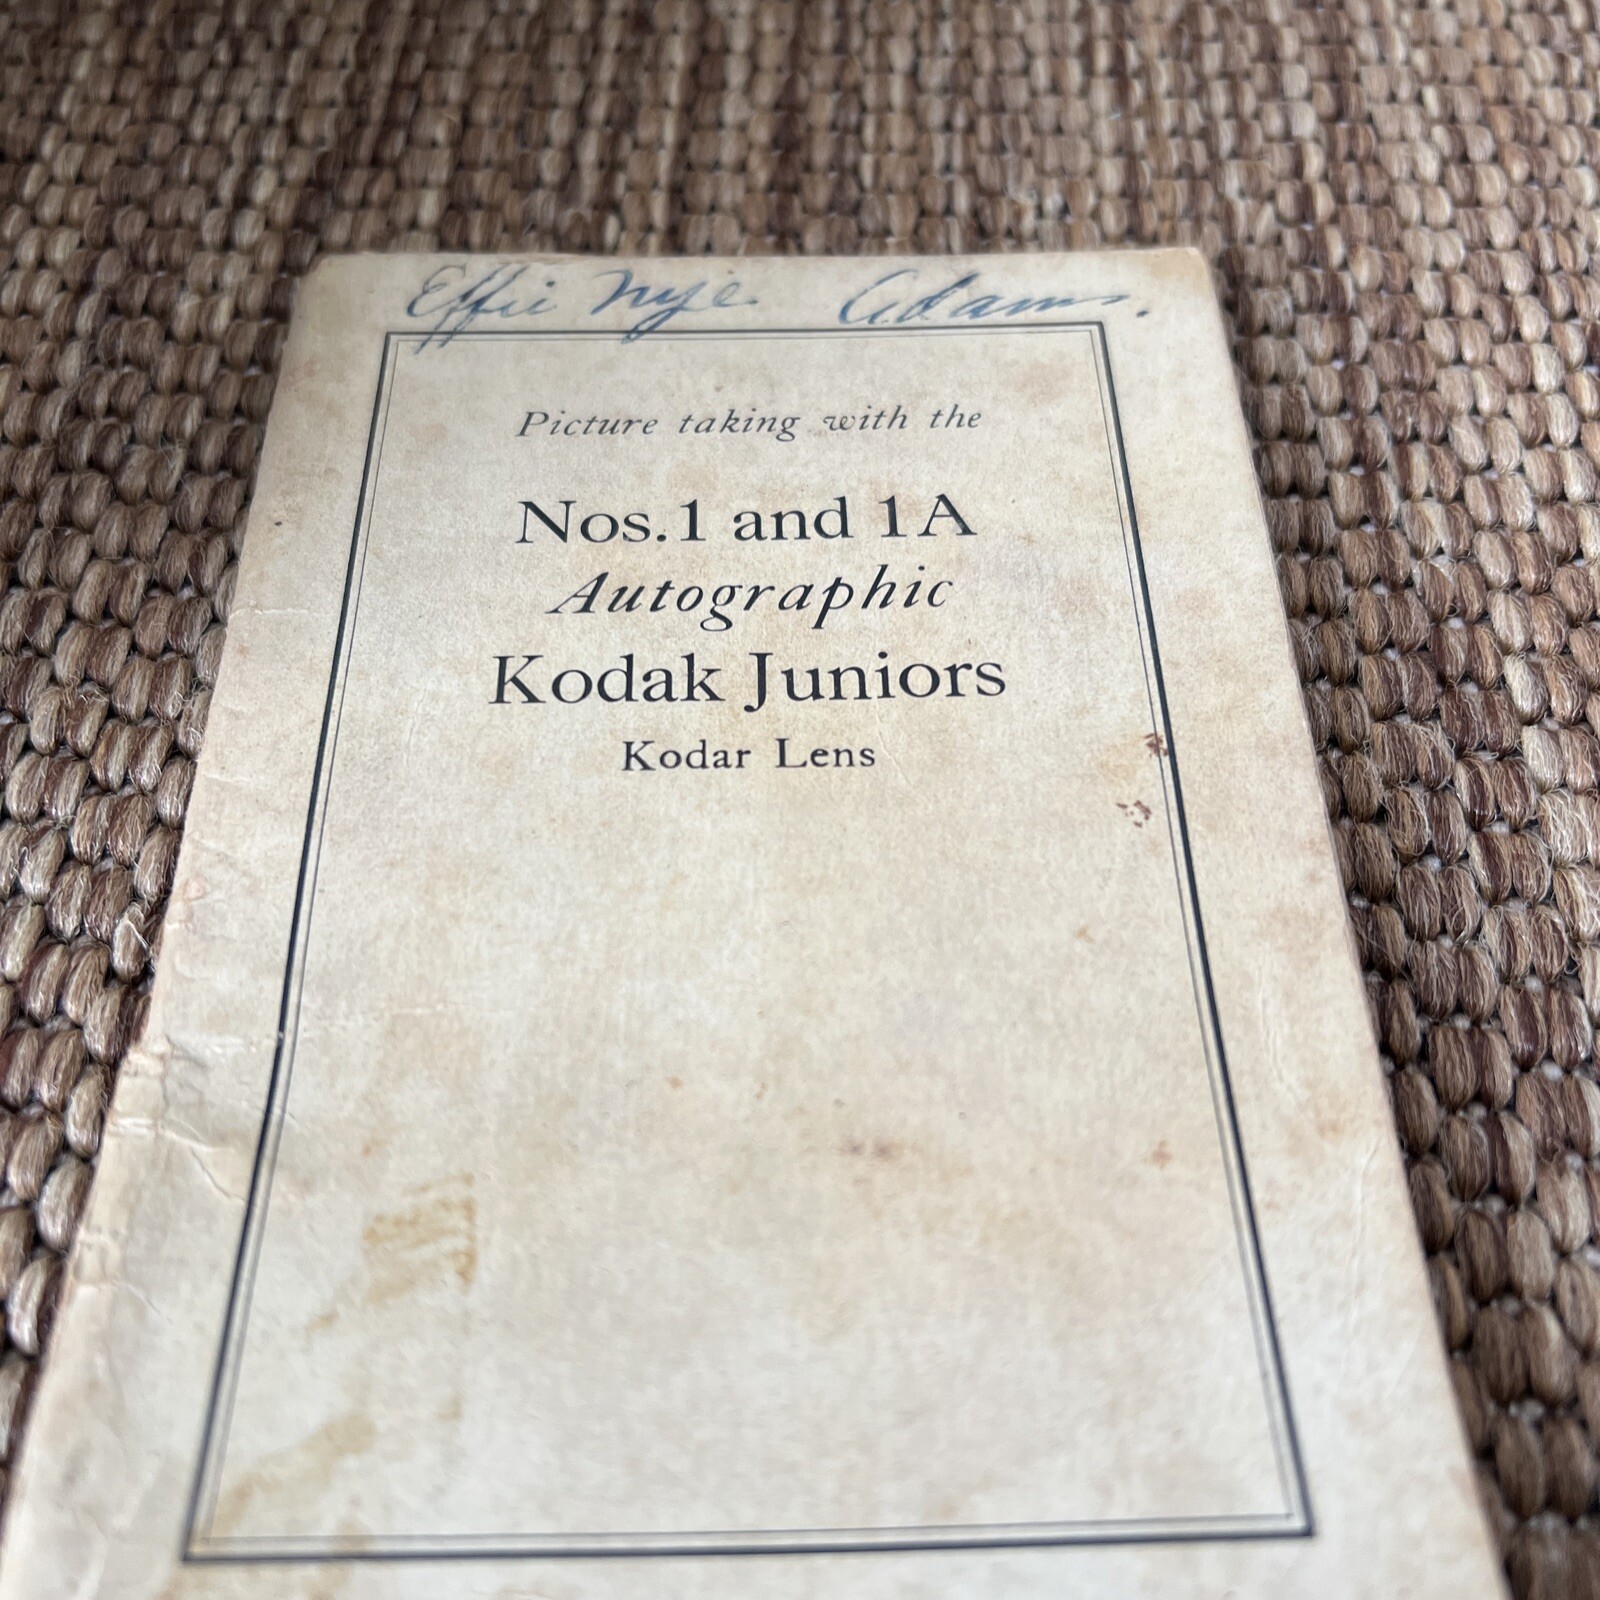 Effie Nye Adams.
Picture taking with the
Nos. 1 and 1A
Autographic
Kodak Juniors
Kodar Lens